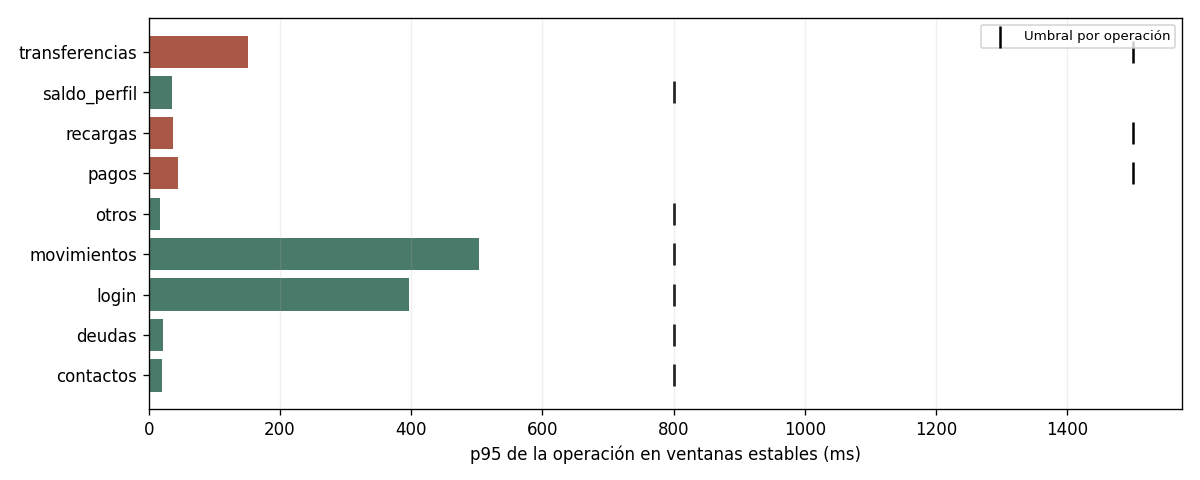 Umbral por operación
transferencias
saldo_perfil
recargas
pagos
otros
movimientos
login
deudas
contactos
0 200 400 600 800 1000 1200 1400
p95 de la operación en ventanas estables (ms)